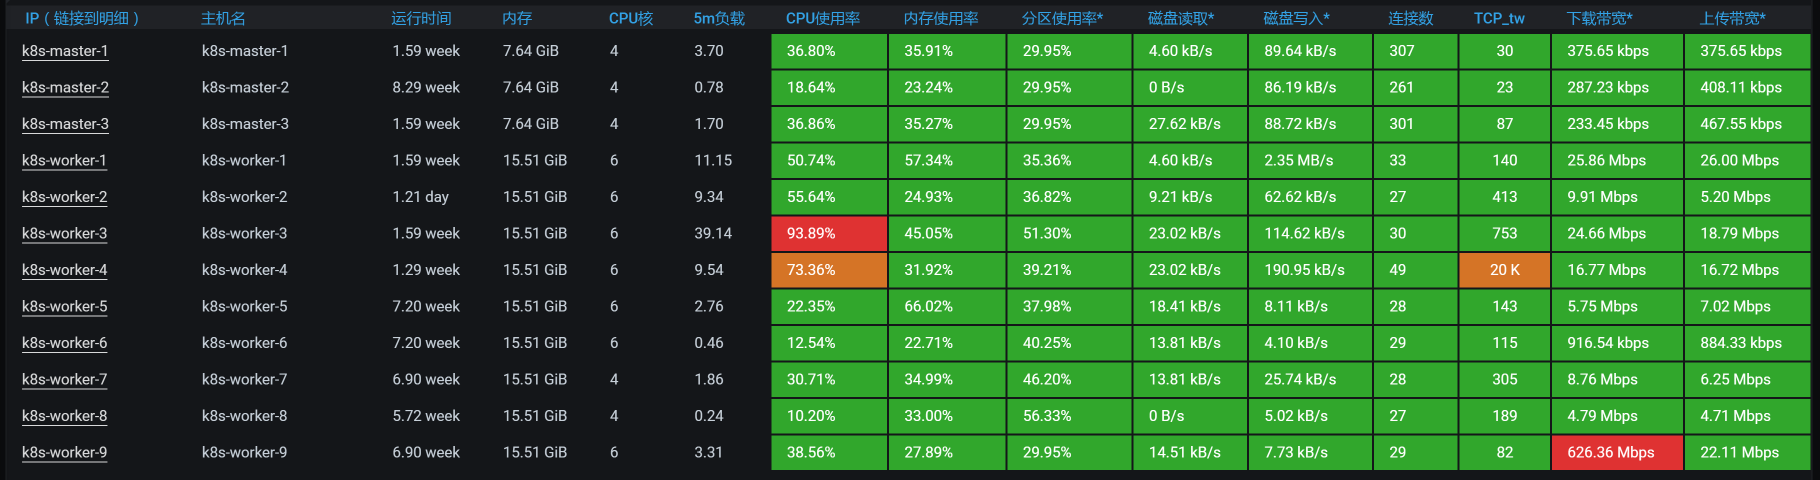 IP（链接到明细） 主机名 运行时间 内存 CPU核 5m负载 CPU使用率 内存使用率 分区使用率* 磁盘读取* 磁盘写入* 连接数 TCP_tw 下载带宽* 上传带宽*
k8s-master-1 k8s-master-1 1.59 week 7.64 GiB 4 3.70 36.80% 35.91% 29.95% 4.60 kB/s 89.64 kB/s 307 30 375.65 kbps 375.65 kbps
k8s-master-2 k8s-master-2 8.29 week 7.64 GiB 4 0.78 18.64% 23.24% 29.95% 0 B/s 86.19 kB/s 261 23 287.23 kbps 408.11 kbps
k8s-master-3 k8s-master-3 1.59 week 7.64 GiB 4 1.70 36.86% 35.27% 29.95% 27.62 kB/s 88.72 kB/s 301 87 233.45 kbps 467.55 kbps
k8s-worker-1 k8s-worker-1 1.59 week 15.51 GiB 6 11.15 50.74% 57.34% 35.36% 4.60 kB/s 2.35 MB/s 33 140 25.86 Mbps 26.00 Mbps
k8s-worker-2 k8s-worker-2 1.21 day 15.51 GiB 6 9.34 55.64% 24.93% 36.82% 9.21 kB/s 62.62 kB/s 27 413 9.91 Mbps 5.20 Mbps
k8s-worker-3 k8s-worker-3 1.59 week 15.51 GiB 6 39.14 93.89% 45.05% 51.30% 23.02 kB/s 114.62 kB/s 30 753 24.66 Mbps 18.79 Mbps
k8s-worker-4 k8s-worker-4 1.29 week 15.51 GiB 6 9.54 73.36% 31.92% 39.21% 23.02 kB/s 190.95 kB/s 49 20 K 16.77 Mbps 16.72 Mbps
k8s-worker-5 k8s-worker-5 7.20 week 15.51 GiB 6 2.76 22.35% 66.02% 37.98% 18.41 kB/s 8.11 kB/s 28 143 5.75 Mbps 7.02 Mbps
k8s-worker-6 k8s-worker-6 7.20 week 15.51 GiB 6 0.46 12.54% 22.71% 40.25% 13.81 kB/s 4.10 kB/s 29 115 916.54 kbps 884.33 kbps
k8s-worker-7 k8s-worker-7 6.90 week 15.51 GiB 4 1.86 30.71% 34.99% 46.20% 13.81 kB/s 25.74 kB/s 28 305 8.76 Mbps 6.25 Mbps
k8s-worker-8 k8s-worker-8 5.72 week 15.51 GiB 4 0.24 10.20% 33.00% 56.33% 0 B/s 5.02 kB/s 27 189 4.79 Mbps 4.71 Mbps
k8s-worker-9 k8s-worker-9 6.90 week 15.51 GiB 6 3.31 38.56% 27.89% 29.95% 14.51 kB/s 7.73 kB/s 29 82 626.36 Mbps 22.11 Mbps